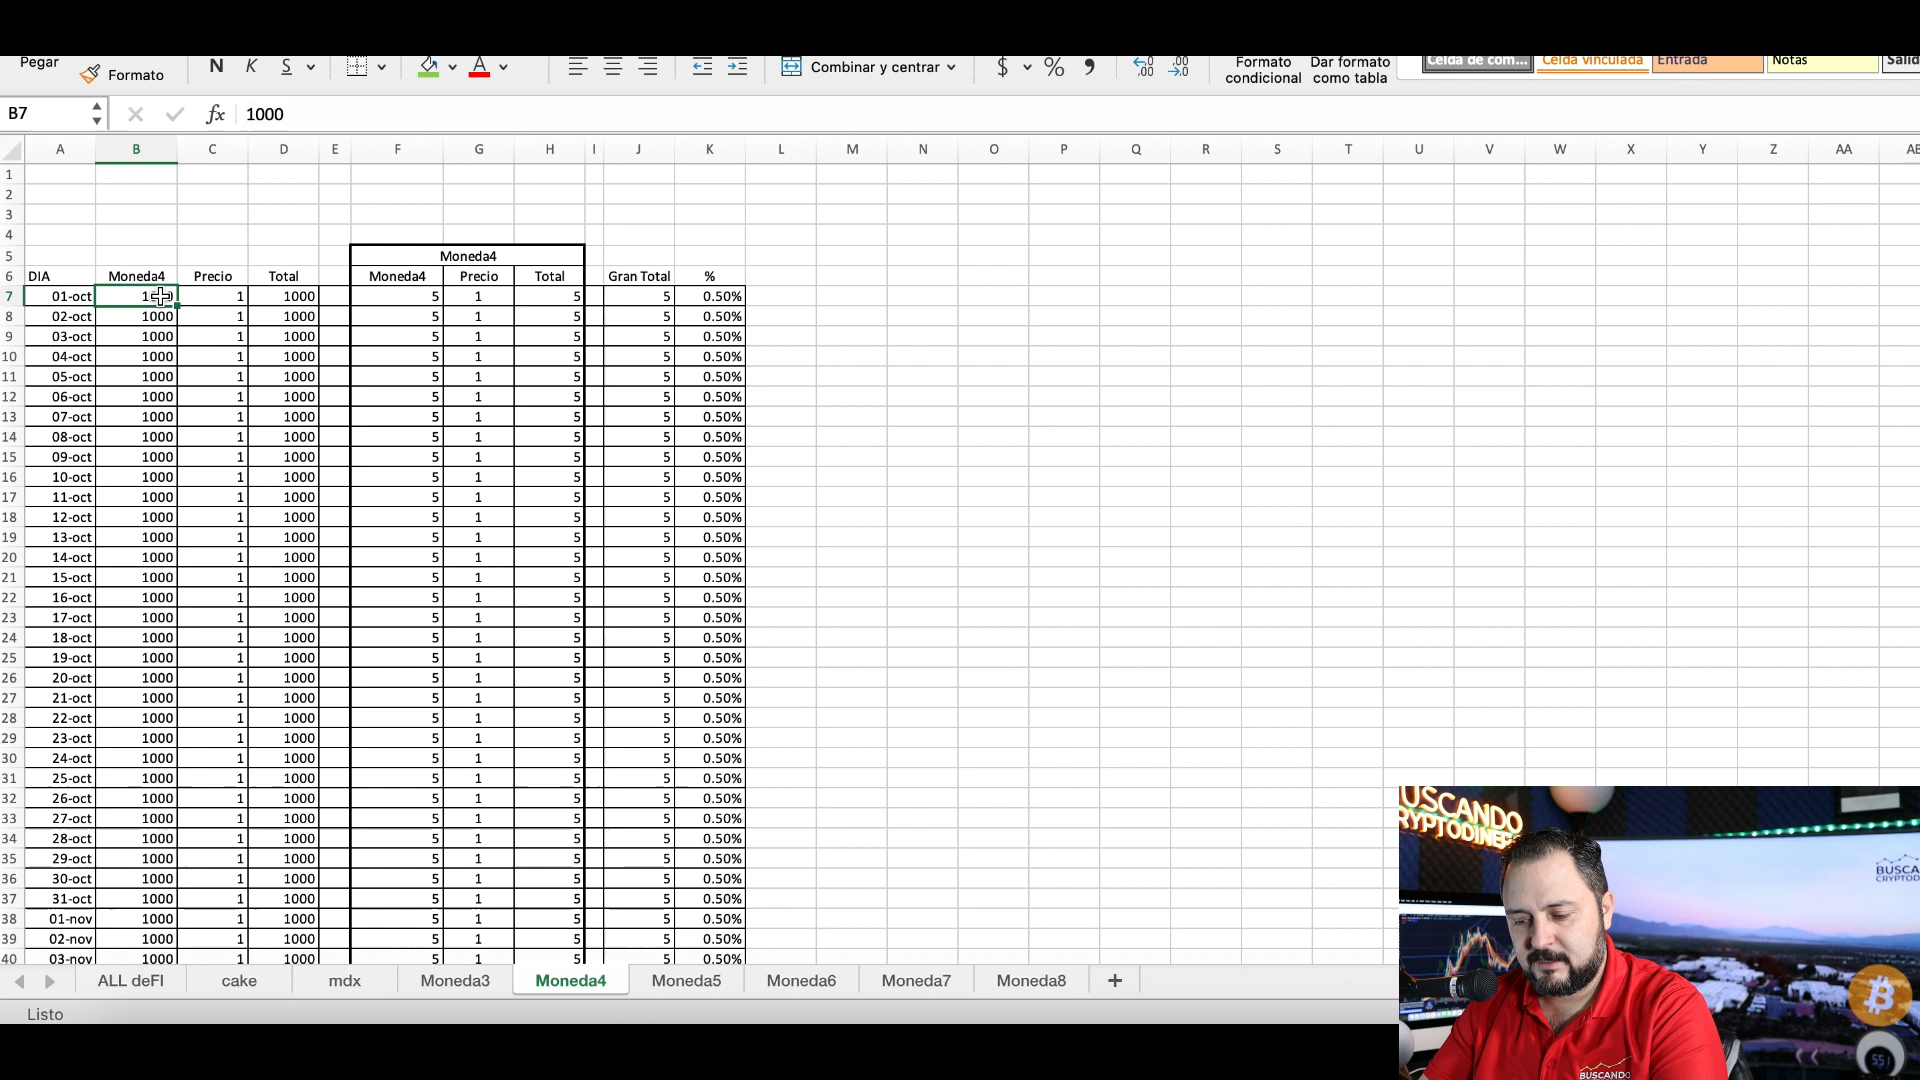 Pegar
Formato
N K S
A
Combinar y centrar
$ % ,
,00 ,00
Formato condicional
Dar formato como tabla
Celda de com...
Celda vinculada
Entrada
Notas
B7
fx 1000
A B C D E F G H I J K L M N O P Q R S T U V W X Y Z AA
1
2
3
4
5 Moneda4
6 DIA Moneda4 Precio Total Moneda4 Precio Total Gran Total %
7 01-oct 1 1000 5 1 5 5 0.50%
8 02-oct 1000 1 1000 5 1 5 5 0.50%
9 03-oct 1000 1 1000 5 1 5 5 0.50%
10 04-oct 1000 1 1000 5 1 5 5 0.50%
11 05-oct 1000 1 1000 5 1 5 5 0.50%
12 06-oct 1000 1 1000 5 1 5 5 0.50%
13 07-oct 1000 1 1000 5 1 5 5 0.50%
14 08-oct 1000 1 1000 5 1 5 5 0.50%
15 09-oct 1000 1 1000 5 1 5 5 0.50%
16 10-oct 1000 1 1000 5 1 5 5 0.50%
17 11-oct 1000 1 1000 5 1 5 5 0.50%
18 12-oct 1000 1 1000 5 1 5 5 0.50%
19 13-oct 1000 1 1000 5 1 5 5 0.50%
20 14-oct 1000 1 1000 5 1 5 5 0.50%
21 15-oct 1000 1 1000 5 1 5 5 0.50%
22 16-oct 1000 1 1000 5 1 5 5 0.50%
23 17-oct 1000 1 1000 5 1 5 5 0.50%
24 18-oct 1000 1 1000 5 1 5 5 0.50%
25 19-oct 1000 1 1000 5 1 5 5 0.50%
26 20-oct 1000 1 1000 5 1 5 5 0.50%
27 21-oct 1000 1 1000 5 1 5 5 0.50%
28 22-oct 1000 1 1000 5 1 5 5 0.50%
29 23-oct 1000 1 1000 5 1 5 5 0.50%
30 24-oct 1000 1 1000 5 1 5 5 0.50%
31 25-oct 1000 1 1000 5 1 5 5 0.50%
32 26-oct 1000 1 1000 5 1 5 5 0.50%
33 27-oct 1000 1 1000 5 1 5 5 0.50%
34 28-oct 1000 1 1000 5 1 5 5 0.50%
35 29-oct 1000 1 1000 5 1 5 5 0.50%
36 30-oct 1000 1 1000 5 1 5 5 0.50%
37 31-oct 1000 1 1000 5 1 5 5 0.50%
38 01-nov 1000 1 1000 5 1 5 5 0.50%
39 02-nov 1000 1 1000 5 1 5 5 0.50%
40 03-nov 1000 1 1000 5 1 5 5 0.50%
ALL deFI cake mdx Moneda3 Moneda4 Moneda5 Moneda6 Moneda7 Moneda8 +
Listo
USCANDO
BUSCA
CRYPTOD
BUSCANDO